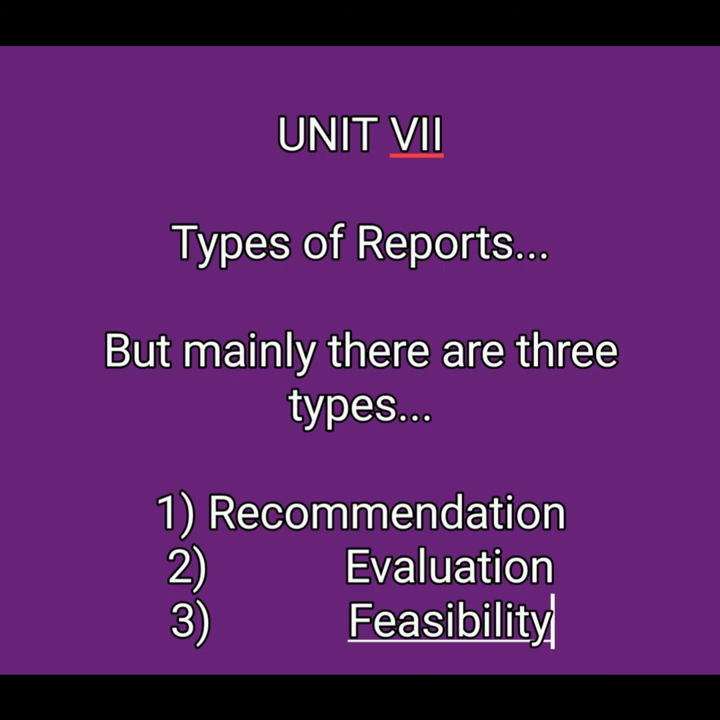 UNIT VII
Types of Reports...
But mainly there are three
types...
1) Recommendation
2) Evaluation
3) Feasibility